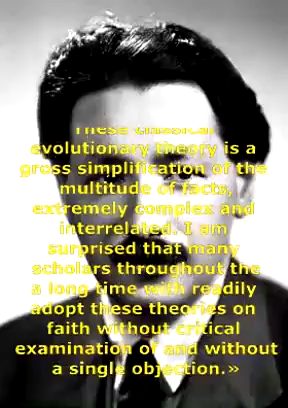 These classical
evolutionary theory is a
gross simplification of the
multitude of facts,
extremely complex and
interrelated. I am
surprised that many
scholars throughout the
a long time with readily
adopt these theories on
faith without critical
examination of and without
a single objection.»